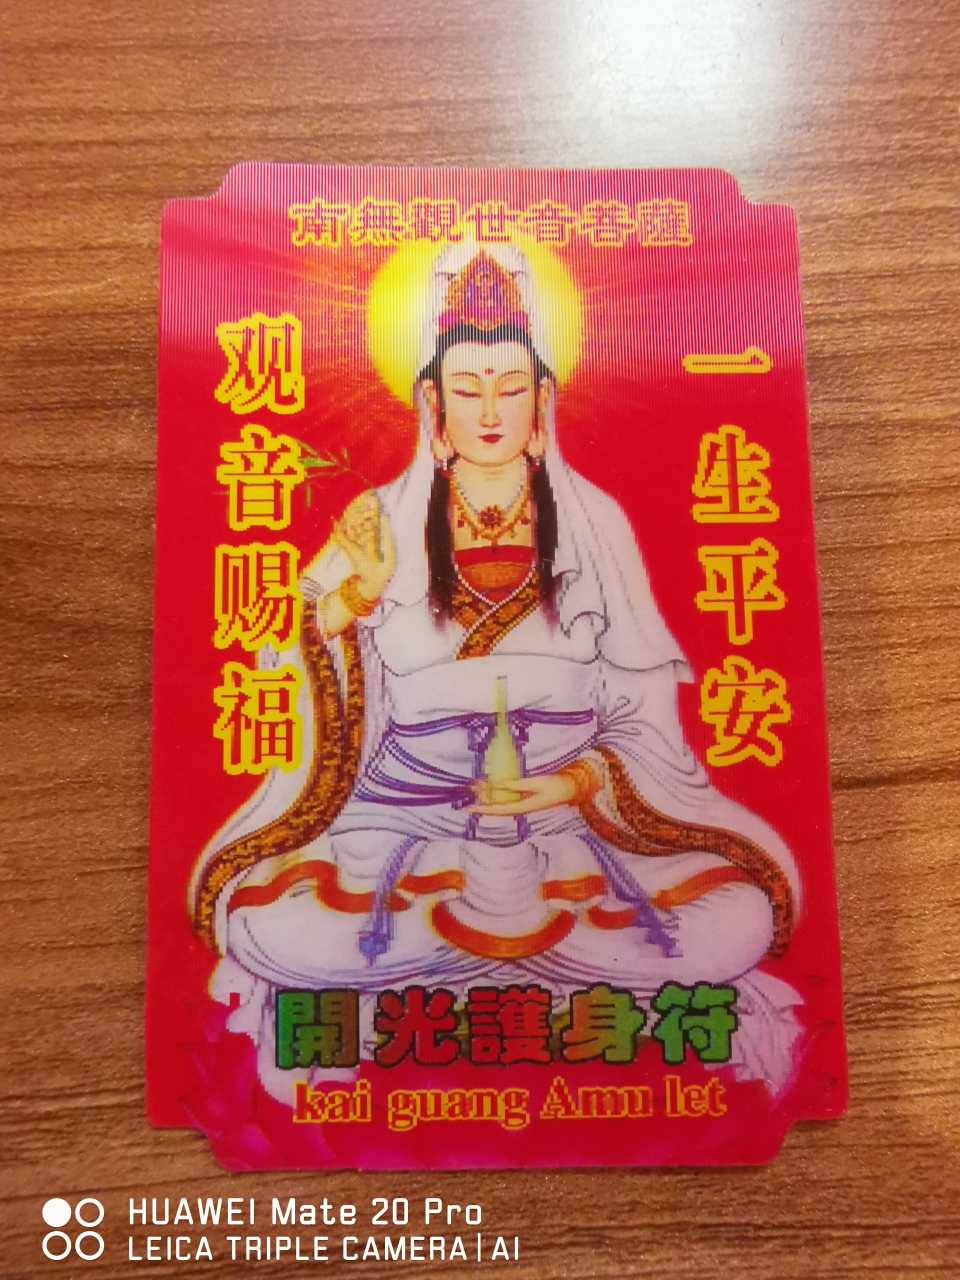 南無觀世音菩薩
观音赐福
一生平安
開光護身符
kai guang Amu let
HUAWEI Mate 20 Pro
LEICA TRIPLE CAMERA | AI